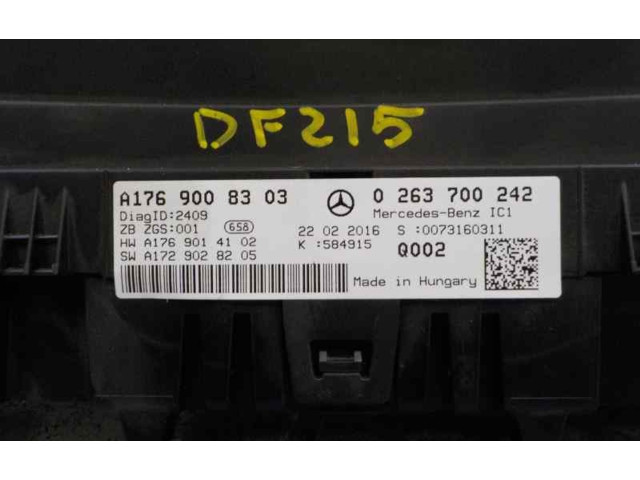 DF215
A176 900 83 03
0 263 700 242
DiagID:2409
Mercedes-Benz IC1
ZB ZGS:001
658
22 02 2016
S :0073160311
HW A176 901 41 02
K :584915
Q002
SW A172 902 82 05
Made in Hungary